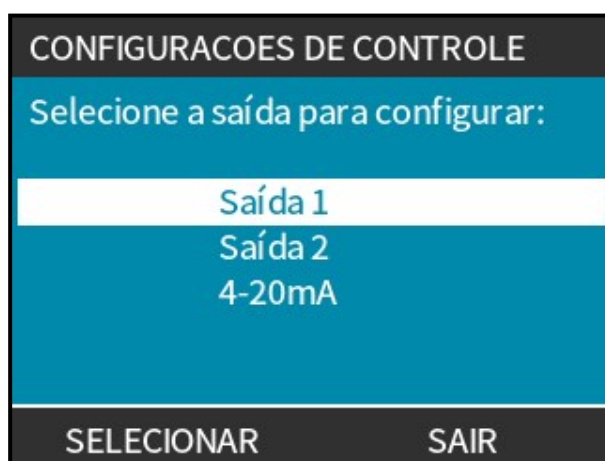 CONFIGURACOES DE CONTROLE
Selecione a saída para configurar:
Saída 1
Saída 2
4-20mA
SELECIONAR SAIR